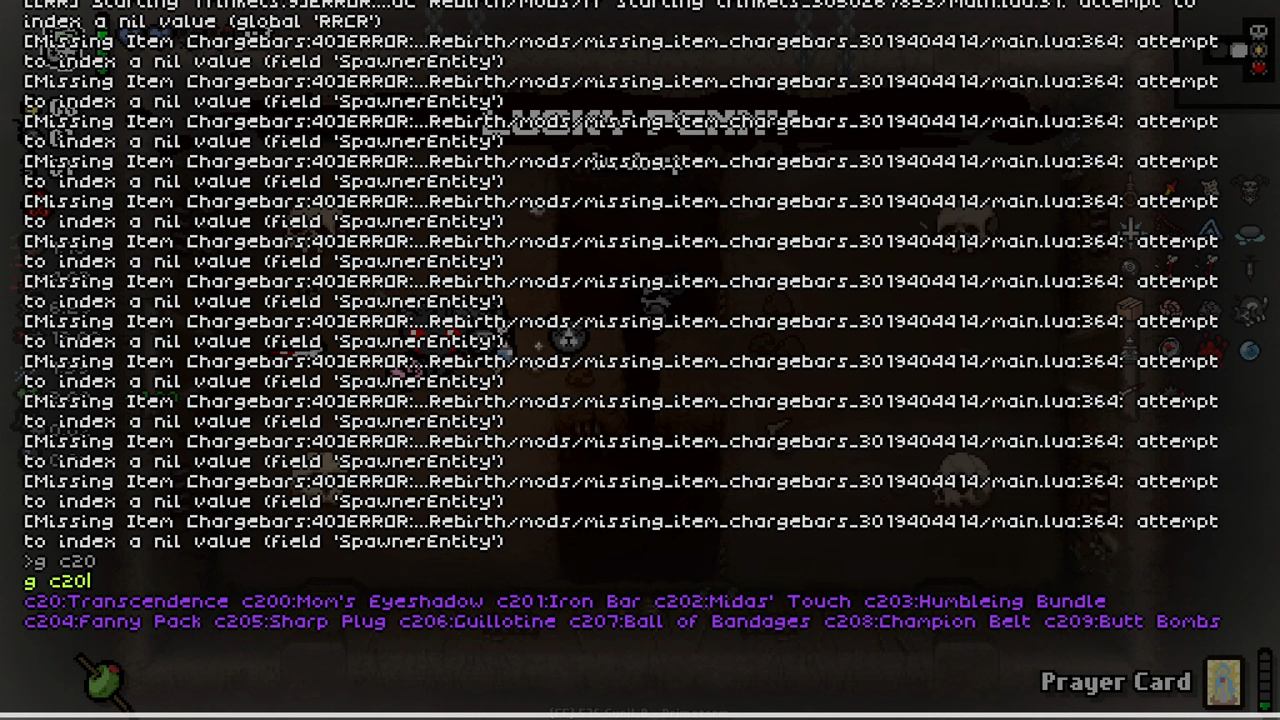 index a nil value (global 'RRCR')
[Missing Item Chargebars:40]ERROR:...Rebirth/mods/missing_item_chargebars_3019404414/main.lua:364: attempt
to index a nil value (field 'SpawnerEntity')
[Missing Item Chargebars:40]ERROR:...Rebirth/mods/missing_item_chargebars_3019404414/main.lua:364: attempt
to index a nil value (field 'SpawnerEntity')
[Missing Item Chargebars:40]ERROR:...Rebirth/mods/missing_item_chargebars_3019404414/main.lua:364: attempt
to index a nil value (field 'SpawnerEntity')
[Missing Item Chargebars:40]ERROR:...Rebirth/mods/missing_item_chargebars_3019404414/main.lua:364: attempt
to index a nil value (field 'SpawnerEntity')
[Missing Item Chargebars:40]ERROR:...Rebirth/mods/missing_item_chargebars_3019404414/main.lua:364: attempt
to index a nil value (field 'SpawnerEntity')
[Missing Item Chargebars:40]ERROR:...Rebirth/mods/missing_item_chargebars_3019404414/main.lua:364: attempt
to index a nil value (field 'SpawnerEntity')
[Missing Item Chargebars:40]ERROR:...Rebirth/mods/missing_item_chargebars_3019404414/main.lua:364: attempt
to index a nil value (field 'SpawnerEntity')
[Missing Item Chargebars:40]ERROR:...Rebirth/mods/missing_item_chargebars_3019404414/main.lua:364: attempt
to index a nil value (field 'SpawnerEntity')
[Missing Item Chargebars:40]ERROR:...Rebirth/mods/missing_item_chargebars_3019404414/main.lua:364: attempt
to index a nil value (field 'SpawnerEntity')
[Missing Item Chargebars:40]ERROR:...Rebirth/mods/missing_item_chargebars_3019404414/main.lua:364: attempt
to index a nil value (field 'SpawnerEntity')
[Missing Item Chargebars:40]ERROR:...Rebirth/mods/missing_item_chargebars_3019404414/main.lua:364: attempt
to index a nil value (field 'SpawnerEntity')
[Missing Item Chargebars:40]ERROR:...Rebirth/mods/missing_item_chargebars_3019404414/main.lua:364: attempt
to index a nil value (field 'SpawnerEntity')
[Missing Item Chargebars:40]ERROR:...Rebirth/mods/missing_item_chargebars_3019404414/main.lua:364: attempt
to index a nil value (field 'SpawnerEntity')
>g c20
g c20
c20:Transcendence c200:Mom's Eyeshadow c201:Iron Bar c202:Midas' Touch c203:Humbleing Bundle
c204:Fanny Pack c205:Sharp Plug c206:Guillotine c207:Ball of Bandages c208:Champion Belt c209:Butt Bombs
Prayer Card